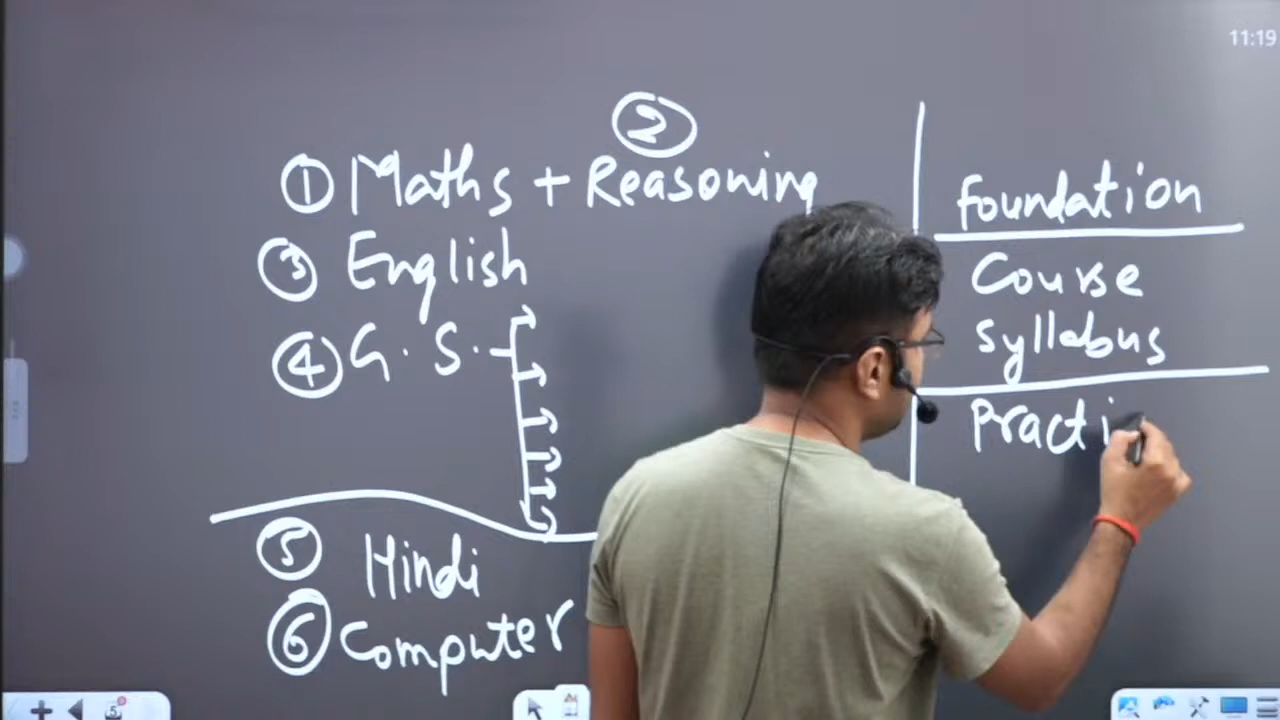 11:19
②
① Maths + Reasoning
③ English
④ G.S.
⑤ Hindi
⑥ Computer
Foundation
Course
Syllabus
Practi